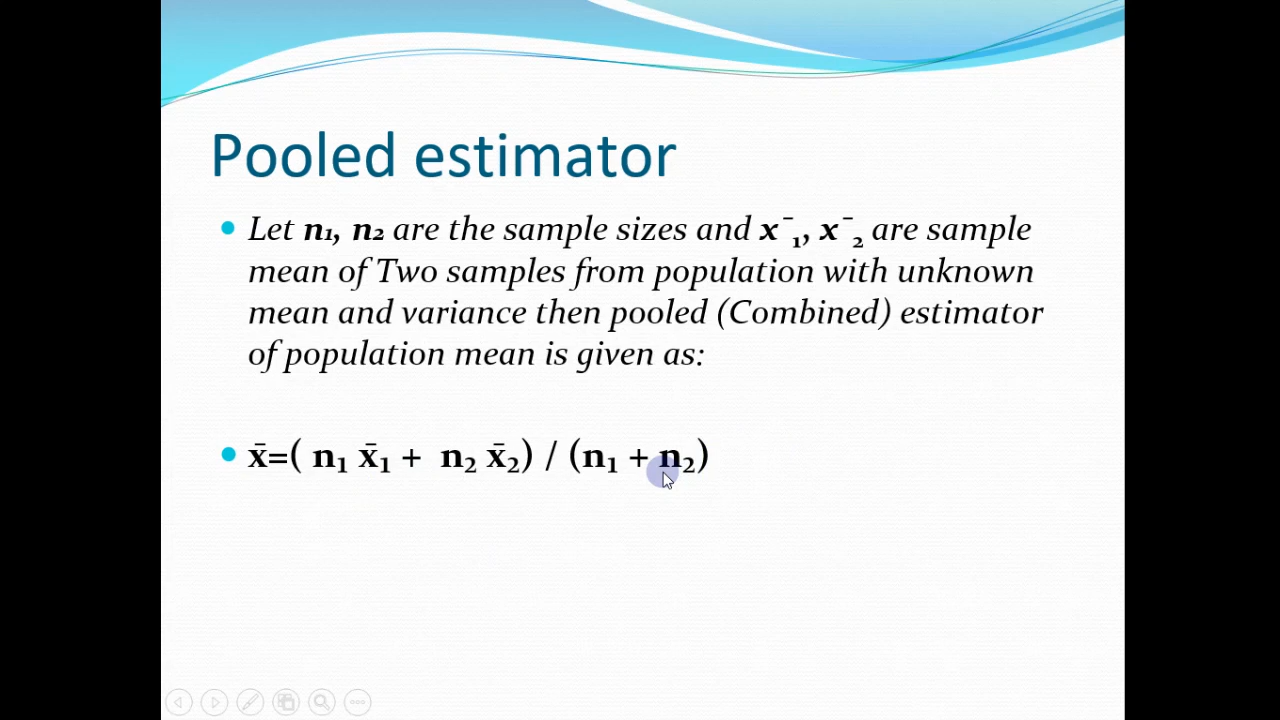 Pooled estimator
Let n₁, n₂ are the sample sizes and x¯₁, x¯₂ are sample
mean of Two samples from population with unknown
mean and variance then pooled (Combined) estimator
of population mean is given as:
x̄=( n₁ x̄₁ + n₂ x̄₂) / (n₁ + n₂)